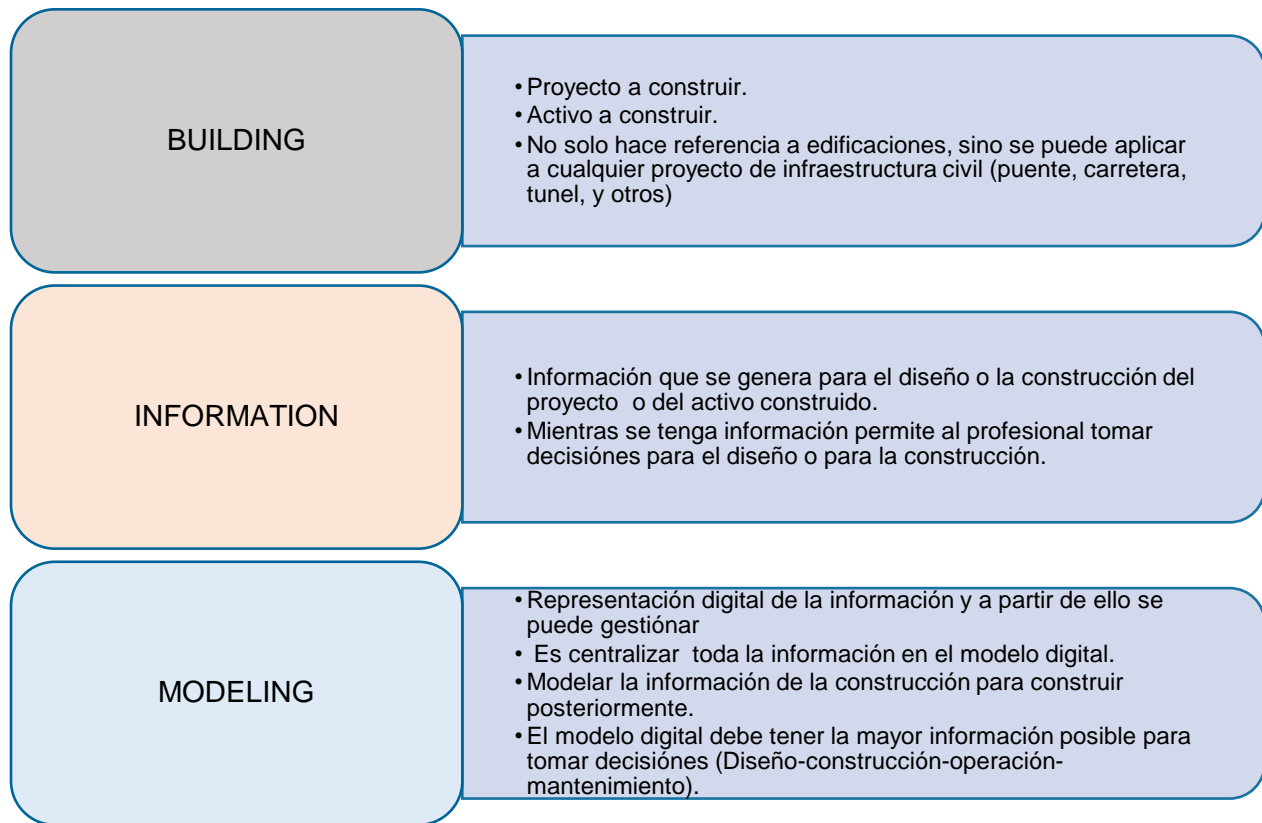 BUILDING
• Proyecto a construir.
• Activo a construir.
• No solo hace referencia a edificaciones, sino se puede aplicar
a cualquier proyecto de infraestructura civil (puente, carretera,
tunel, y otros)
INFORMATION
• Información que se genera para el diseño o la construcción del
proyecto o del activo construido.
• Mientras se tenga información permite al profesional tomar
decisiónes para el diseño o para la construcción.
MODELING
• Representación digital de la información y a partir de ello se
puede gestiónar
• Es centralizar toda la información en el modelo digital.
• Modelar la información de la construcción para construir
posteriormente.
• El modelo digital debe tener la mayor información posible para
tomar decisiónes (Diseño-construcción-operación-
mantenimiento).